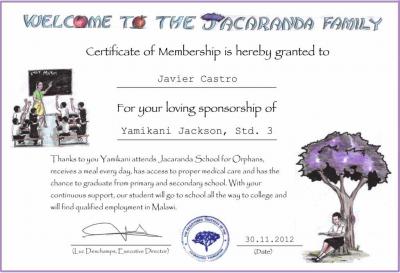 WELCOME TO THE JACARANDA FAMILY
Certificate of Membership is hereby granted to
Javier Castro
For your loving sponsorship of
Yamikani Jackson, Std. 3
Thanks to you Yamikani attends Jacaranda School for Orphans,
receives a meal every day, has access to proper medical care and has the
chance to graduate from primary and secondary school. With your
continuous support, our student will go to school all the way to college and
will find qualified employment in Malawi.
30.11.2012
(Luc Deschamps, Executive Director)
(Date)